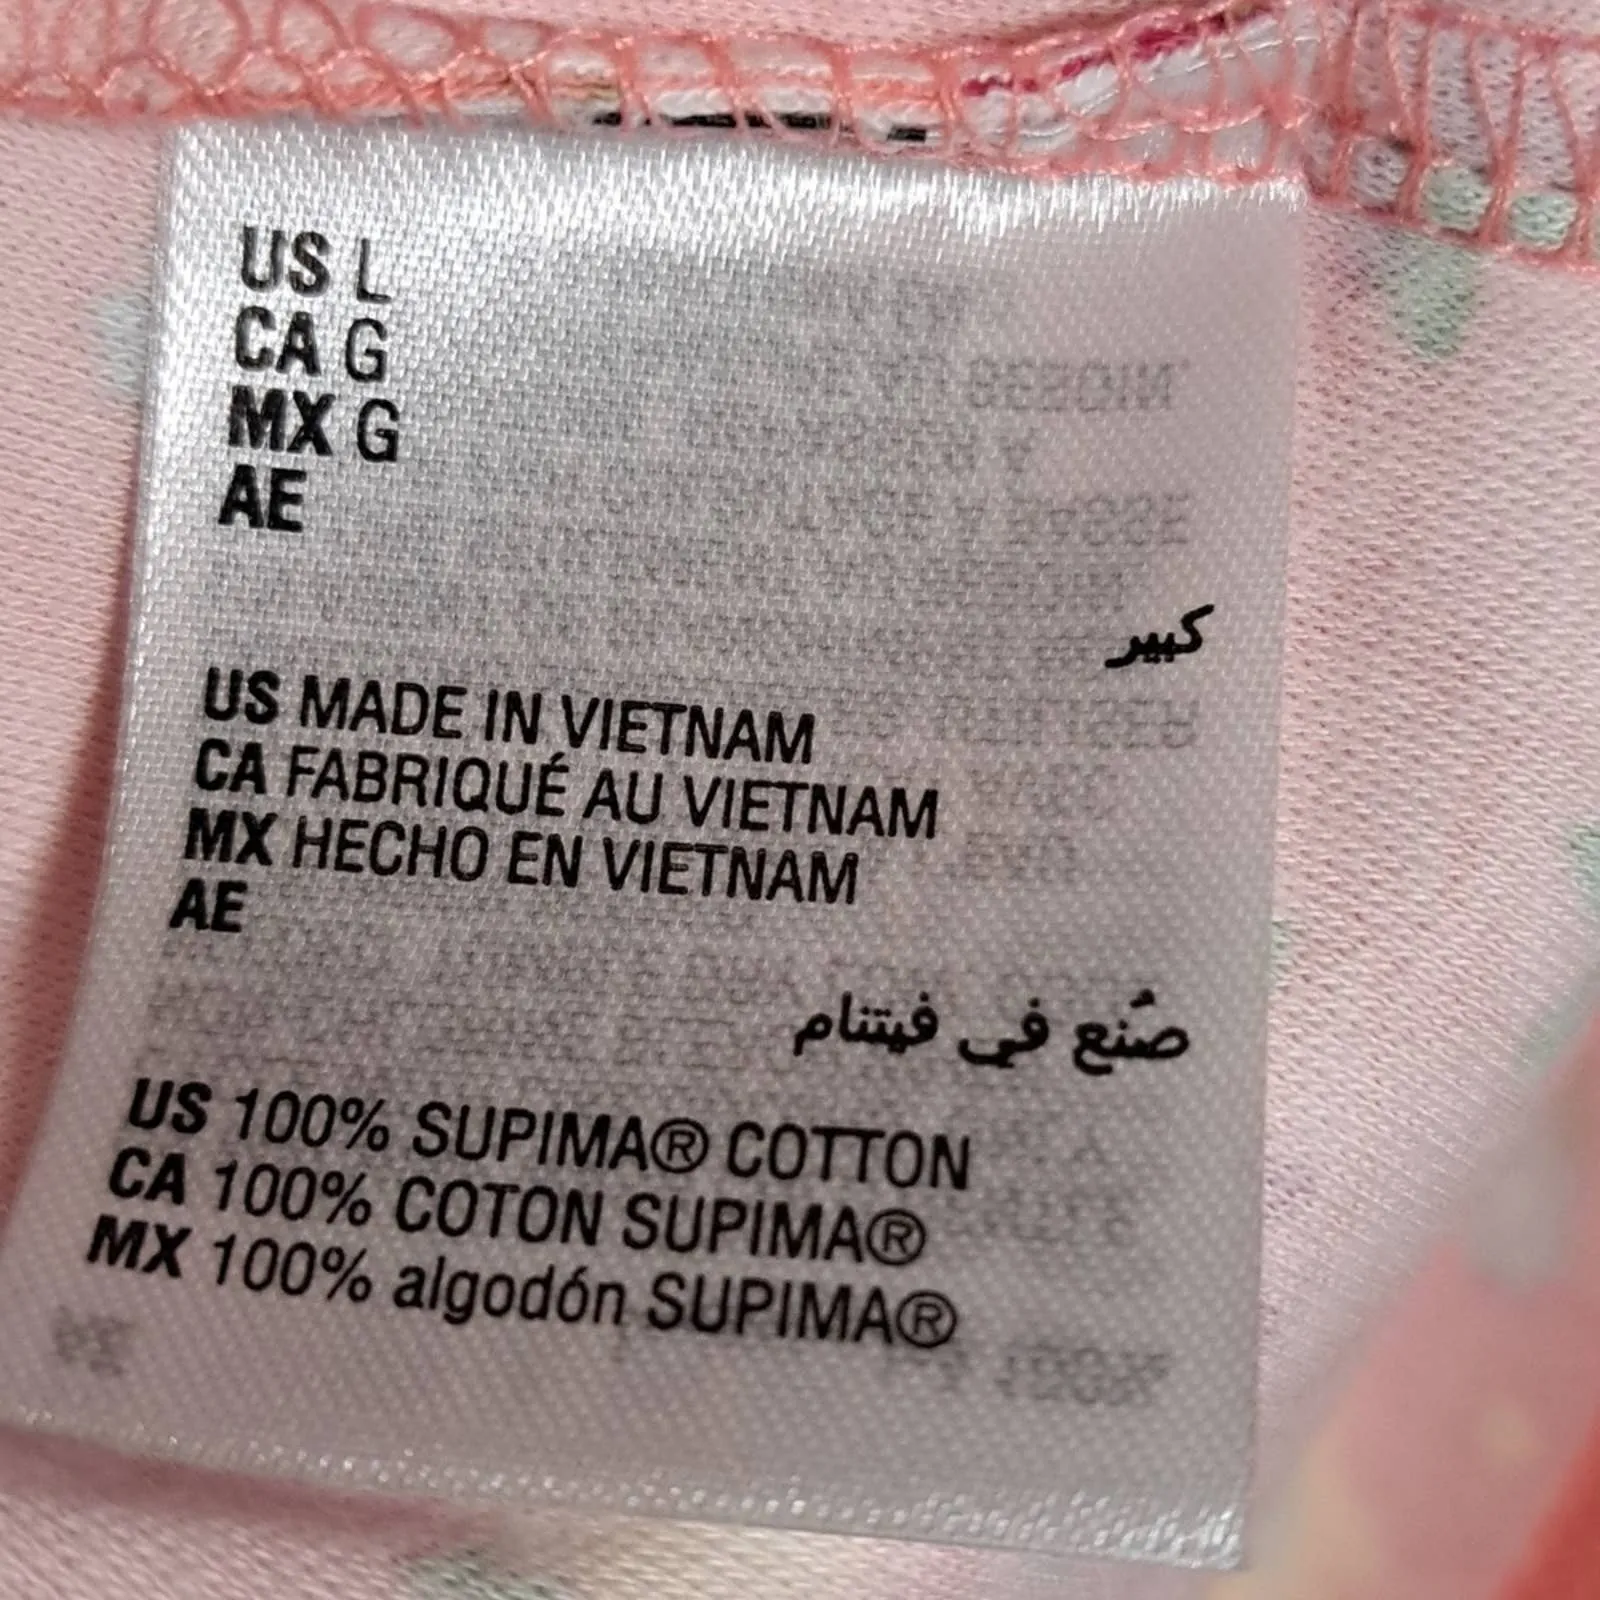 US L
CA G
MX G
AE
كبير
US MADE IN VIETNAM
CA FABRIQUÉ AU VIETNAM
MX HECHO EN VIETNAM
AE
صُنع في فيتنام
US 100% SUPIMA® COTTON
CA 100% COTON SUPIMA®
MX 100% algodón SUPIMA®